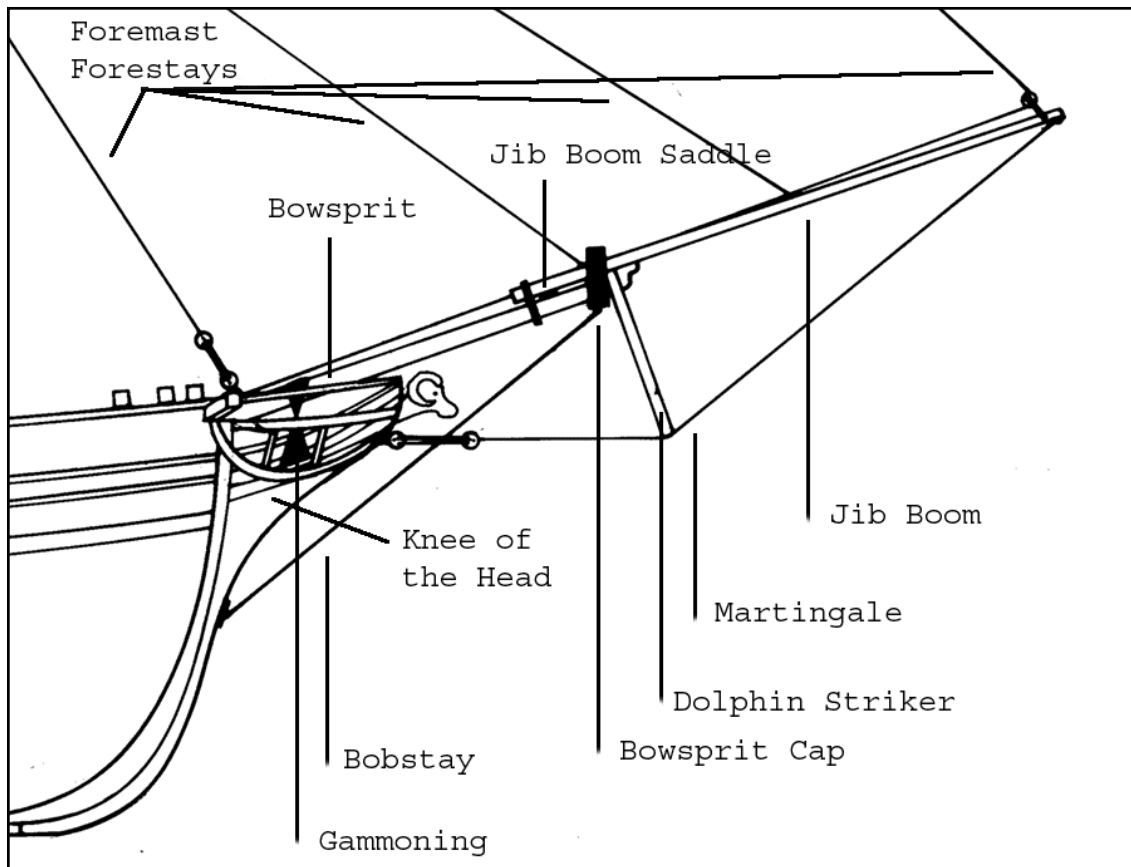 Foremast
Forestays
Jib Boom Saddle
Bowsprit
Jib Boom
Knee of
the Head
Martingale
Dolphin Striker
Bowsprit Cap
Bobstay
Gammoning